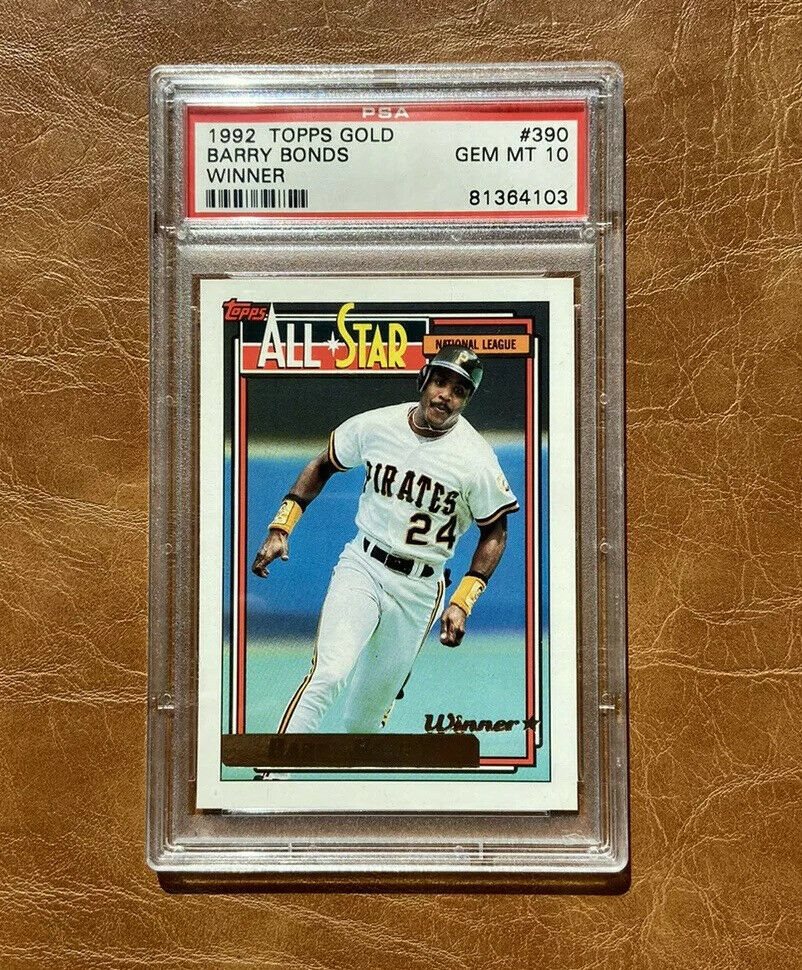 PSA
1992 TOPPS GOLD #390
BARRY BONDS GEM MT 10
WINNER
81364103
Topps
ALL STAR
NATIONAL LEAGUE
P
PIRATES
24
Winner